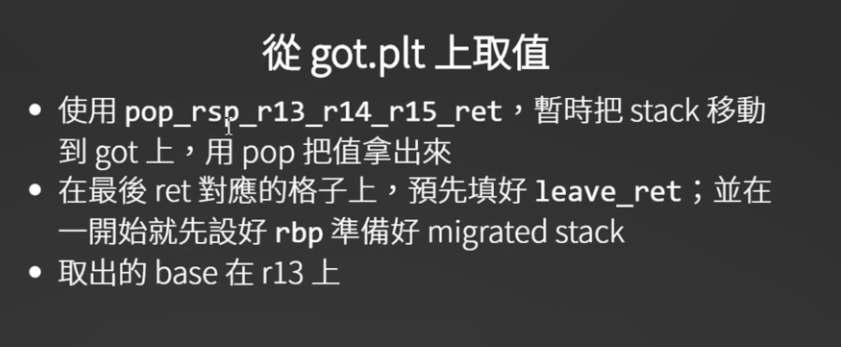 從 got.plt 上取值
• 使用 pop_rsp_r13_r14_r15_ret，暫時把 stack 移動
到 got 上，用 pop 把值拿出來
• 在最後 ret 對應的格子上，預先填好 leave_ret；並在
一開始就先設好 rbp 準備好 migrated stack
• 取出的 base 在 r13 上